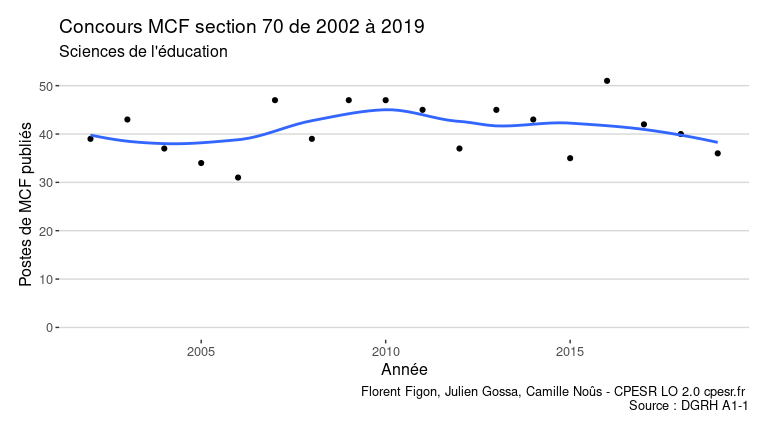 Concours MCF section 70 de 2002 à 2019
Sciences de l'éducation
Postes de MCF publiés
50
40
30
20
10
0
2005 2010 2015
Année
Florent Figon, Julien Gossa, Camille Noûs - CPESR LO 2.0 cpesr.fr
Source : DGRH A1-1